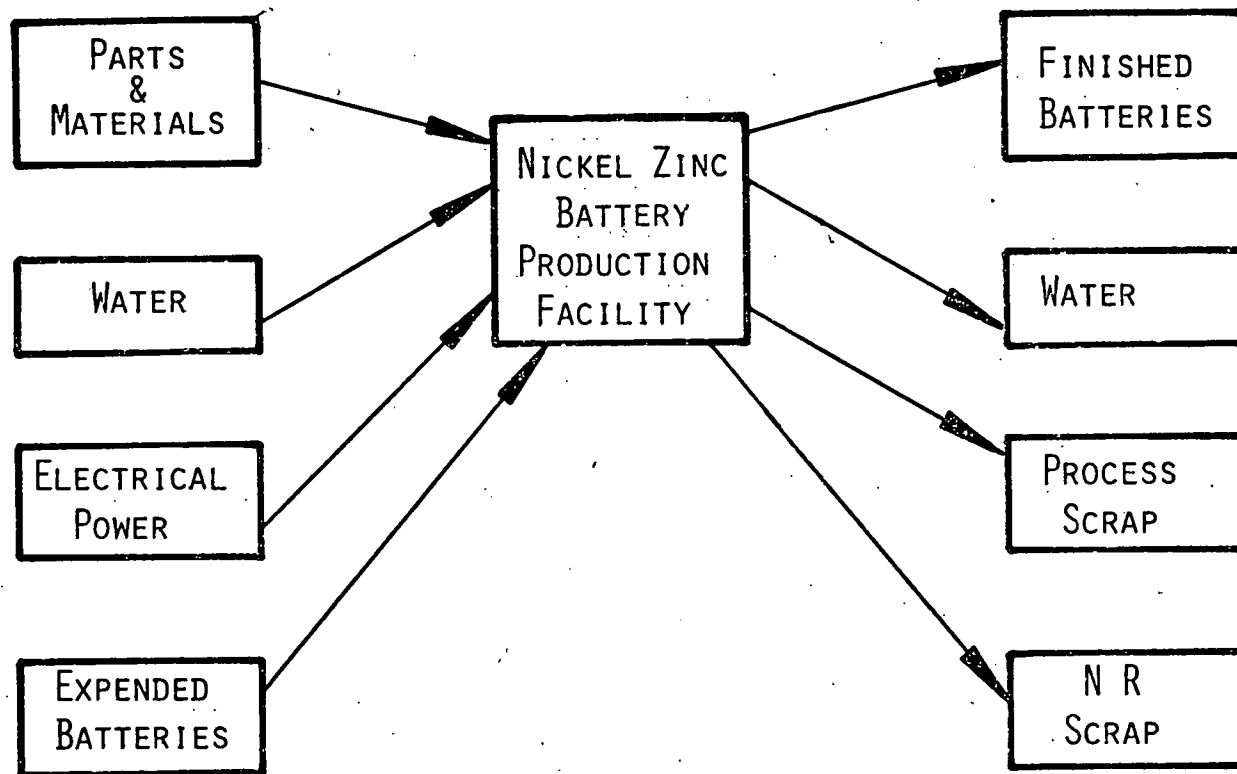 PARTS
&
MATERIALS
WATER
ELECTRICAL
POWER
EXPENDED
BATTERIES
NICKEL ZINC
BATTERY
PRODUCTION
FACILITY
FINISHED
BATTERIES
WATER
PROCESS
SCRAP
N R
SCRAP